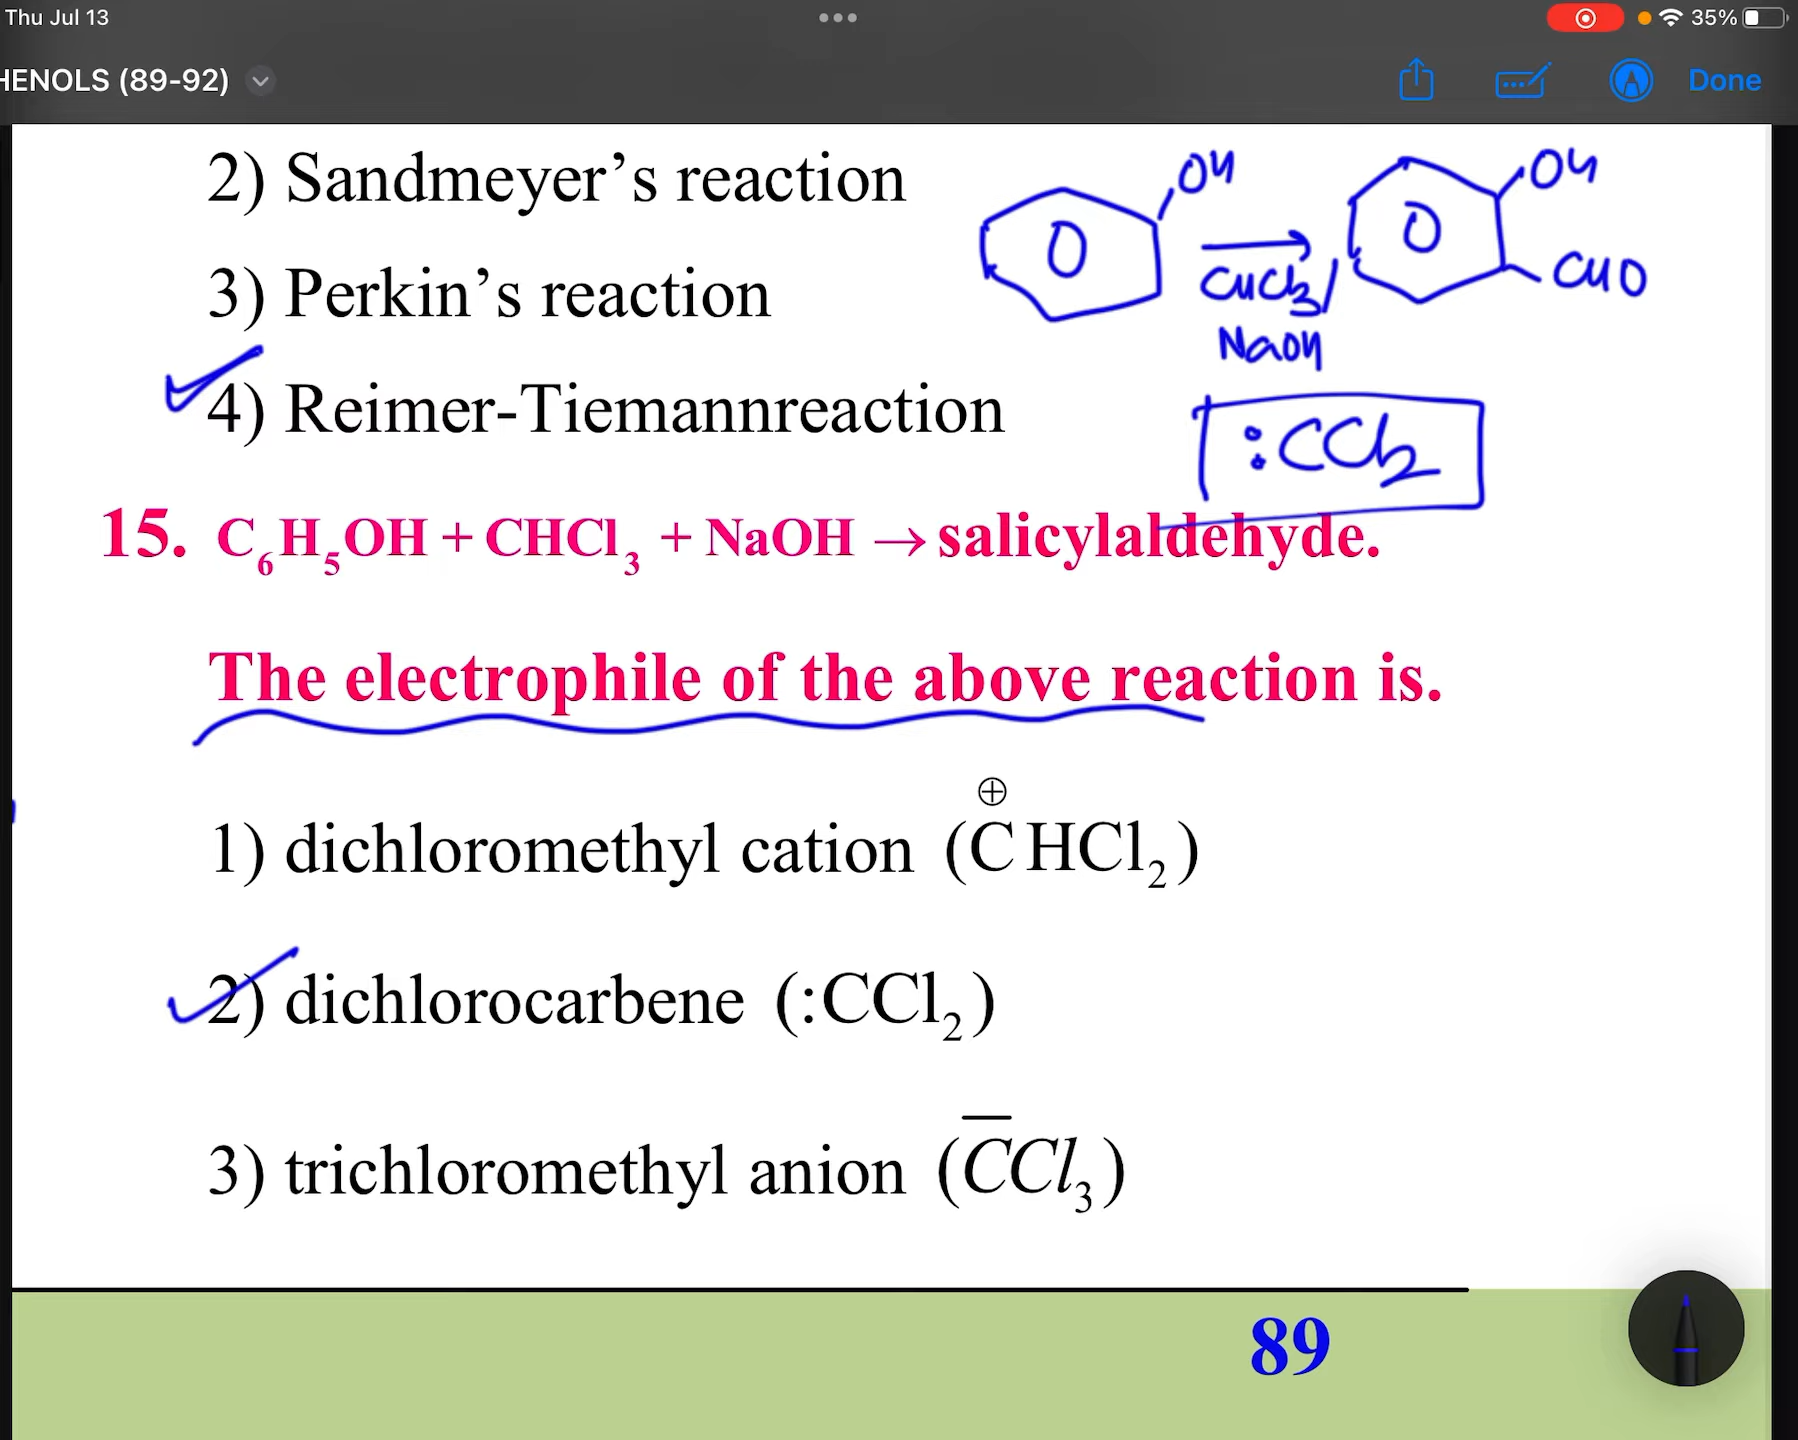 Thu Jul 13
35%
HENOLS (89-92)
Done
2) Sandmeyer’s reaction
3) Perkin’s reaction
4) Reimer-Tiemannreaction
OH
CHCl3/
NaOH
OH
CHO
:CCl2
15. C6H5OH + CHCl3 + NaOH → salicylaldehyde.
The electrophile of the above reaction is.
1) dichloromethyl cation (C⊕HCl2)
2) dichlorocarbene (:CCl2)
3) trichloromethyl anion (C̅Cl3)
89